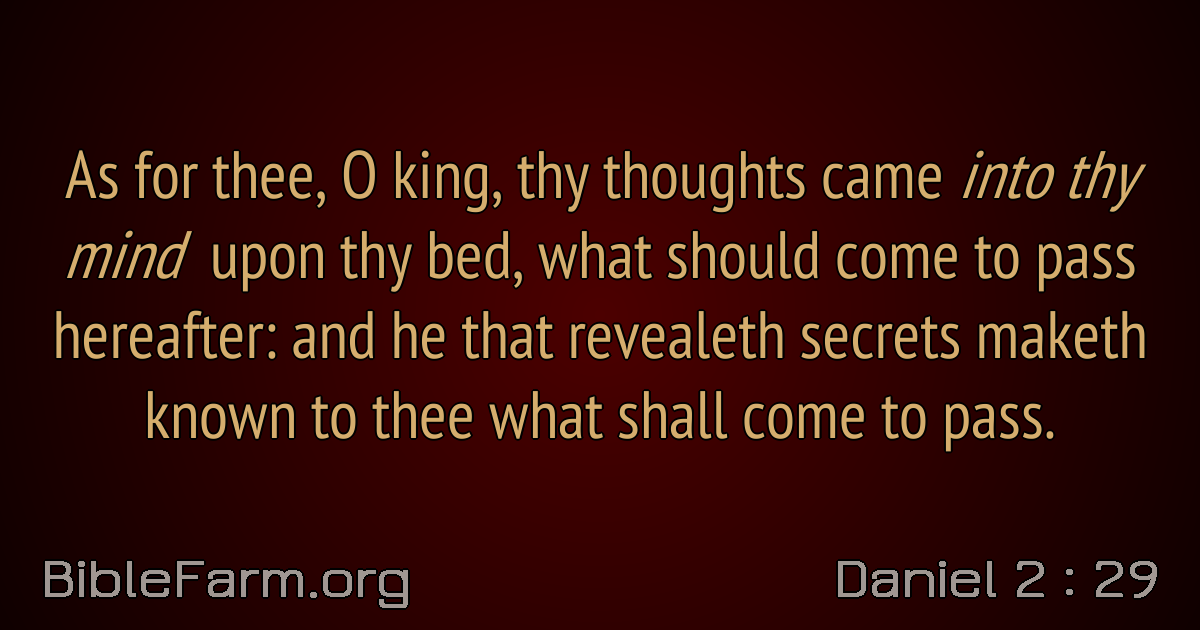 As for thee, O king, thy thoughts came into thy
mind upon thy bed, what should come to pass
hereafter: and he that revealeth secrets maketh
known to thee what shall come to pass.
BibleFarm.org
Daniel 2 : 29